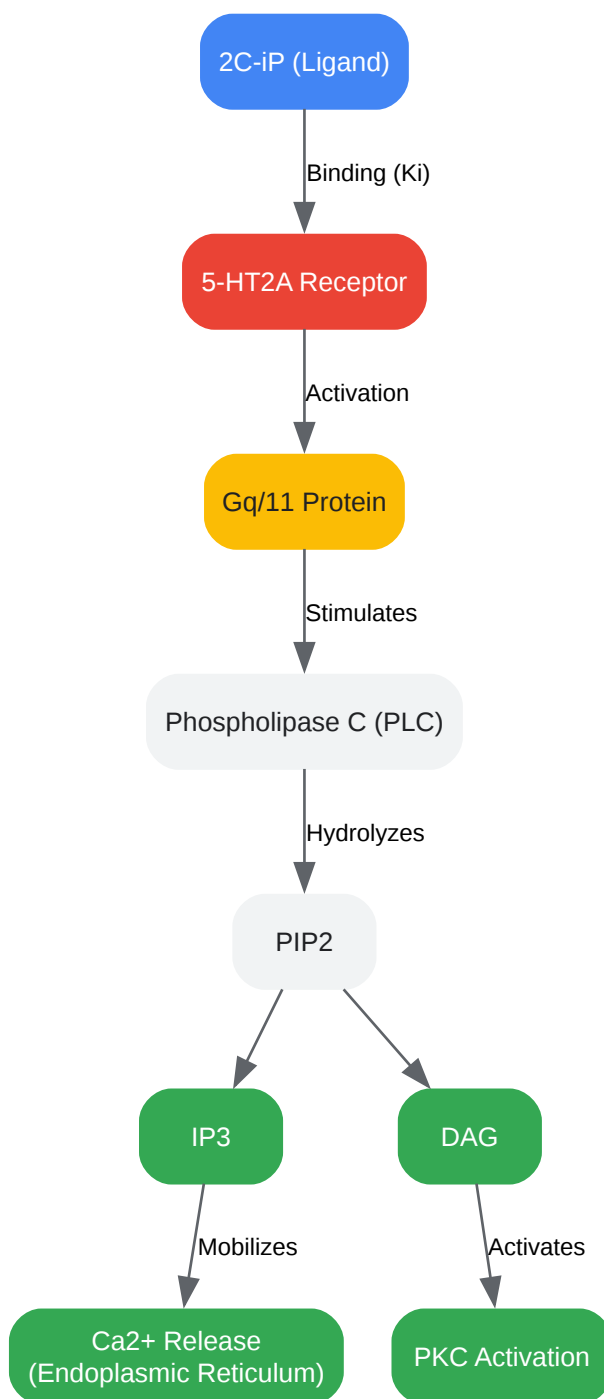 2C-iP (Ligand)
Binding (Ki)
5-HT2A Receptor
Activation
Gq/11 Protein
Stimulates
Phospholipase C (PLC)
Hydrolyzes
PIP2
IP3
DAG
Mobilizes
Activates
Ca2+ Release
(Endoplasmic Reticulum)
PKC Activation